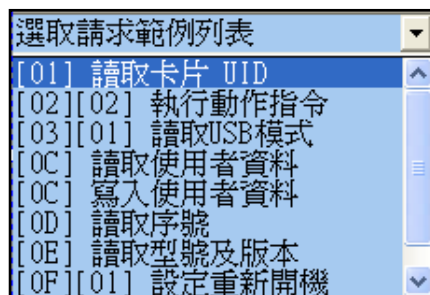 選取請求範例列表
[01] 讀取卡片 UID
[02][02] 執行動作指令
[03][01] 讀取USB模式
[0C] 讀取使用者資料
[0C] 寫入使用者資料
[0D] 讀取序號
[0E] 讀取型號及版本
[0F][01] 設定重新開機